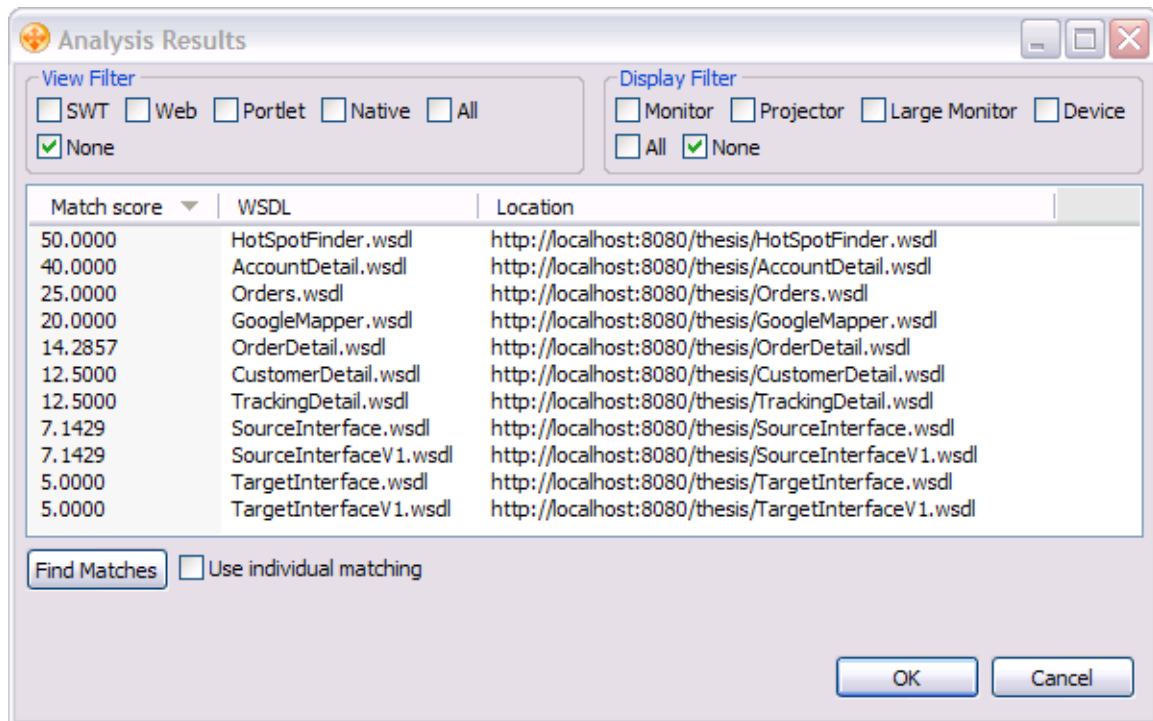 Analysis Results
View Filter
SWT Web Portlet Native All
None
Display Filter
Monitor Projector Large Monitor Device
All None
Match score WSDL Location
50.0000 HotSpotFinder.wsdl http://localhost:8080/thesis/HotSpotFinder.wsdl
40.0000 AccountDetail.wsdl http://localhost:8080/thesis/AccountDetail.wsdl
25.0000 Orders.wsdl http://localhost:8080/thesis/Orders.wsdl
20.0000 GoogleMapper.wsdl http://localhost:8080/thesis/GoogleMapper.wsdl
14.2857 OrderDetail.wsdl http://localhost:8080/thesis/OrderDetail.wsdl
12.5000 CustomerDetail.wsdl http://localhost:8080/thesis/CustomerDetail.wsdl
12.5000 TrackingDetail.wsdl http://localhost:8080/thesis/TrackingDetail.wsdl
7.1429 SourceInterface.wsdl http://localhost:8080/thesis/SourceInterface.wsdl
7.1429 SourceInterfaceV1.wsdl http://localhost:8080/thesis/SourceInterfaceV1.wsdl
5.0000 TargetInterface.wsdl http://localhost:8080/thesis/TargetInterface.wsdl
5.0000 TargetInterfaceV1.wsdl http://localhost:8080/thesis/TargetInterfaceV1.wsdl
Find Matches Use individual matching
OK Cancel